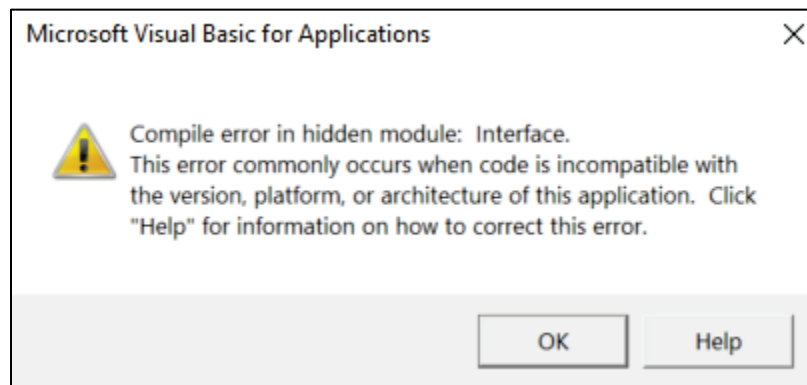 Microsoft Visual Basic for Applications
Compile error in hidden module:  Interface.
This error commonly occurs when code is incompatible with
the version, platform, or architecture of this application.  Click
"Help" for information on how to correct this error.
OK
Help